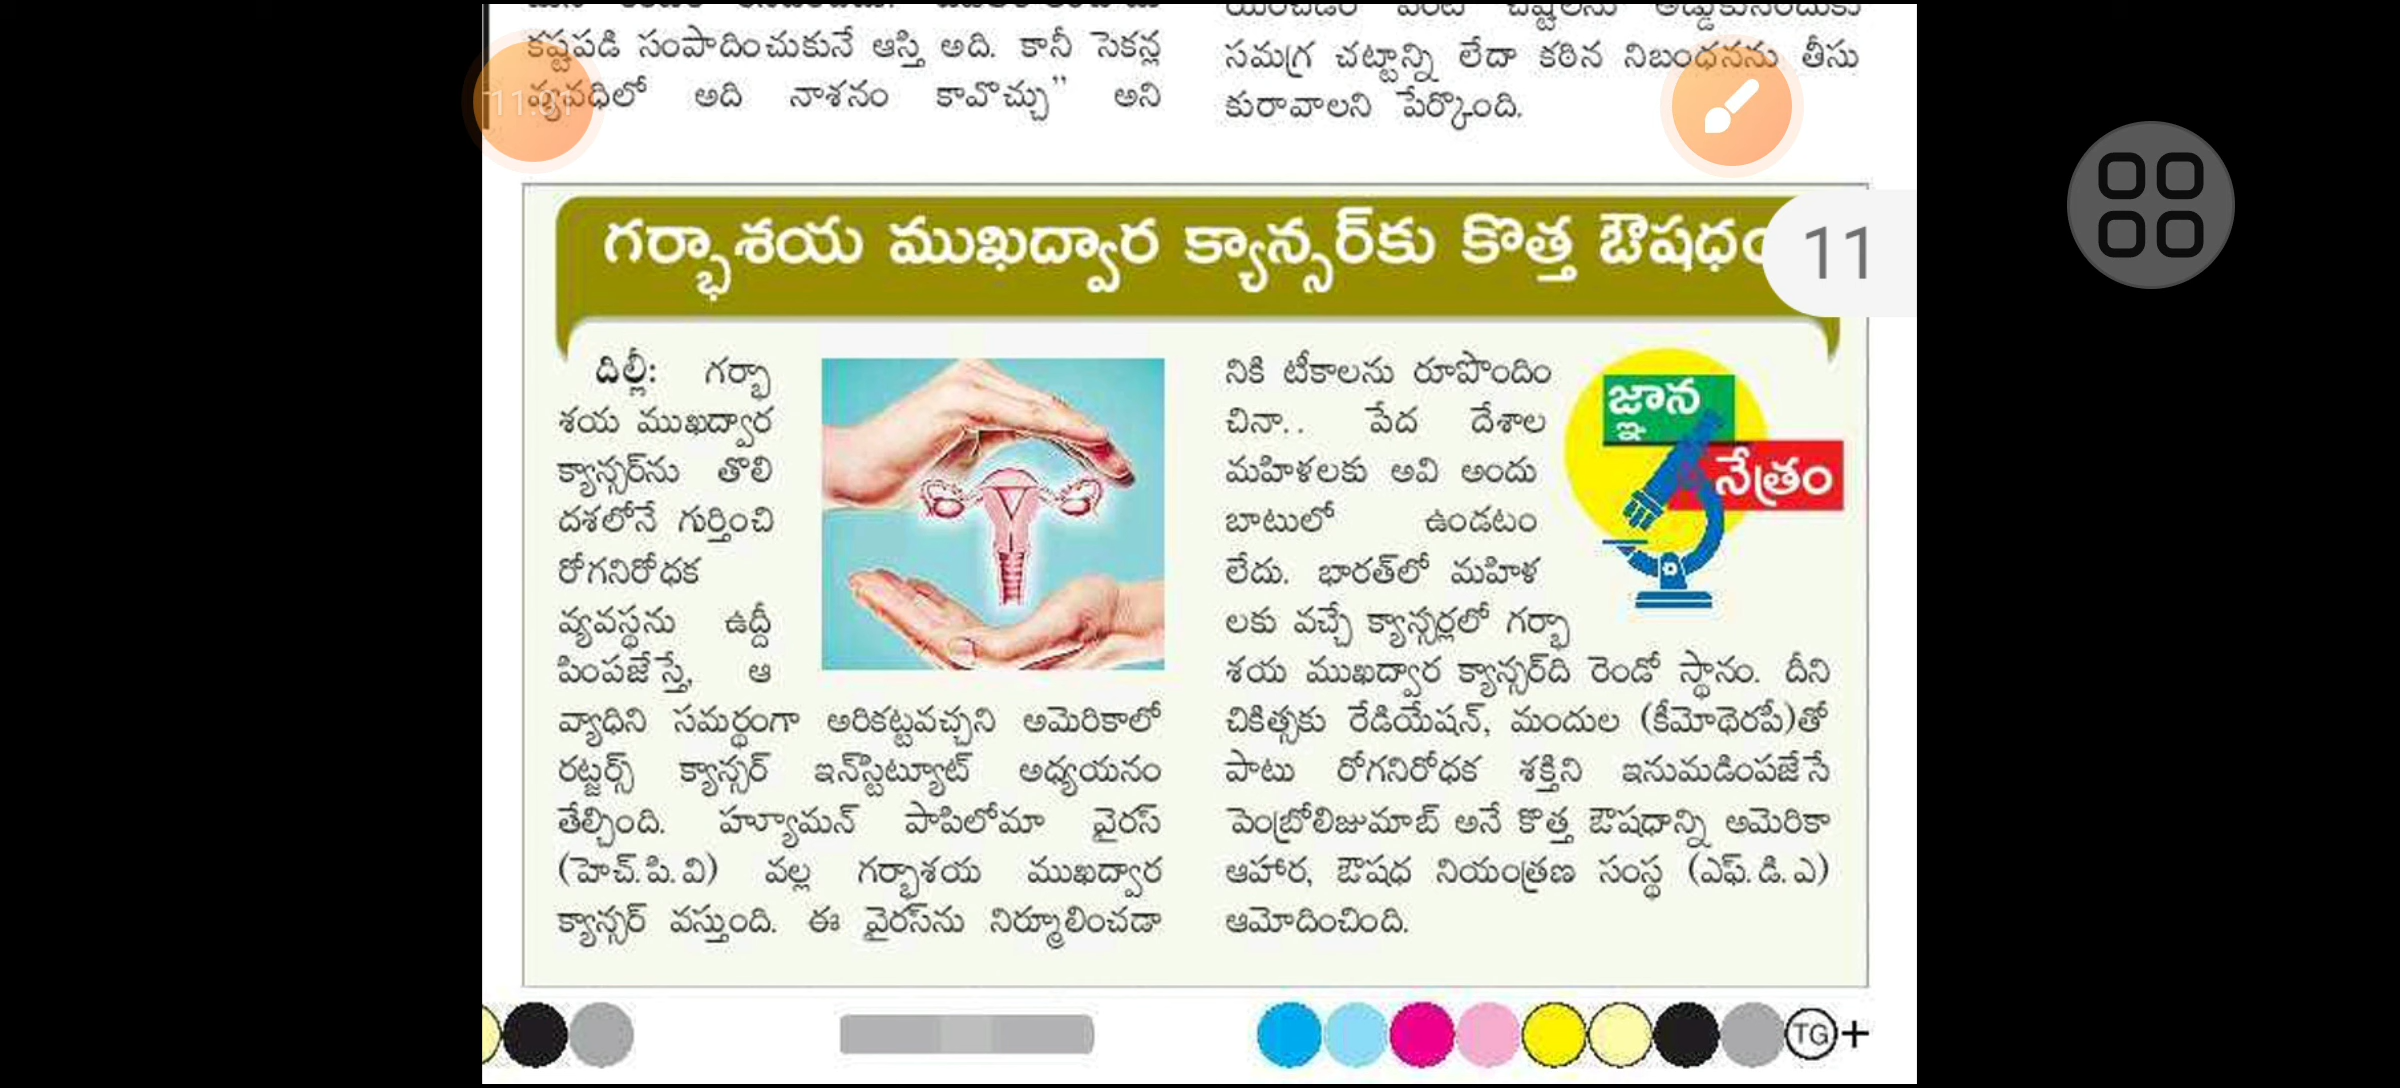 కష్టపడి సంపాదించుకునే ఆస్తి అది. కానీ సెకన్ల
వ్యవధిలో అది నాశనం కావొచ్చు” అని
సమగ్ర చట్టాన్ని లేదా కఠిన నిబంధనను తీసు
కురావాలని పేర్కొంది.
11
గర్భాశయ ముఖద్వార క్యాన్సర్‌కు కొత్త ఔషధం
దిల్లీ: గర్భా
శయ ముఖద్వార
క్యాన్సర్‌ను తొలి
దశలోనే గుర్తించి
రోగనిరోధక
వ్యవస్థను ఉద్దీ
పింపజేస్తే, ఆ
వ్యాధిని సమర్థంగా అరికట్టవచ్చని అమెరికాలో
రట్జర్స్ క్యాన్సర్ ఇన్‌స్టిట్యూట్ అధ్యయనం
తేల్చింది. హ్యూమన్ పాపిలోమా వైరస్
(హెచ్.పి.వి) వల్ల గర్భాశయ ముఖద్వార
క్యాన్సర్ వస్తుంది. ఈ వైరస్‌ను నిర్మూలించడా
నికి టీకాలను రూపొందిం
చినా.. పేద దేశాల
మహిళలకు అవి అందు
బాటులో ఉండటం
లేదు. భారత్‌లో మహిళ
లకు వచ్చే క్యాన్సర్లలో గర్భా
శయ ముఖద్వార క్యాన్సర్‌ది రెండో స్థానం. దీని
చికిత్సకు రేడియేషన్, మందుల (కీమోథెరపీ)తో
పాటు రోగనిరోధక శక్తిని ఇనుమడింపజేసే
పెంబ్రోలిజుమాబ్ అనే కొత్త ఔషధాన్ని అమెరికా
ఆహార, ఔషధ నియంత్రణ సంస్థ (ఎఫ్.డి.ఎ)
ఆమోదించింది.
జ్ఞాన
నేత్రం
TG